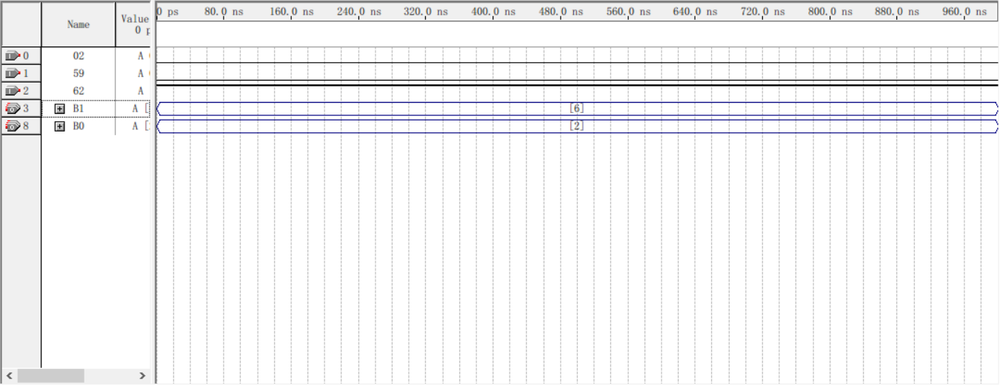 Name
Value
0 p
0 ps 80.0 ns 160.0 ns 240.0 ns 320.0 ns 400.0 ns 480.0 ns 560.0 ns 640.0 ns 720.0 ns 800.0 ns 880.0 ns 960.0 ns
0 02 A
1 59 A
2 62 A
3 B1 A [ [6]
8 B0 A [ [2]